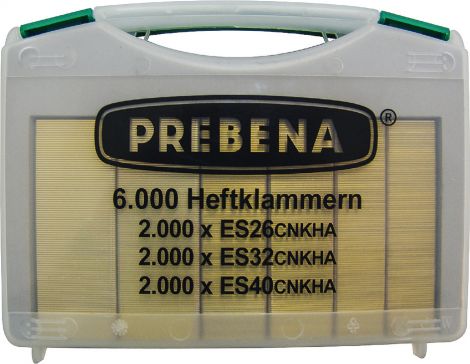 PREBENA®
6.000 Heftklammern
2.000 x ES26CNKHA
2.000 x ES32CNKHA
2.000 x ES40CNKHA